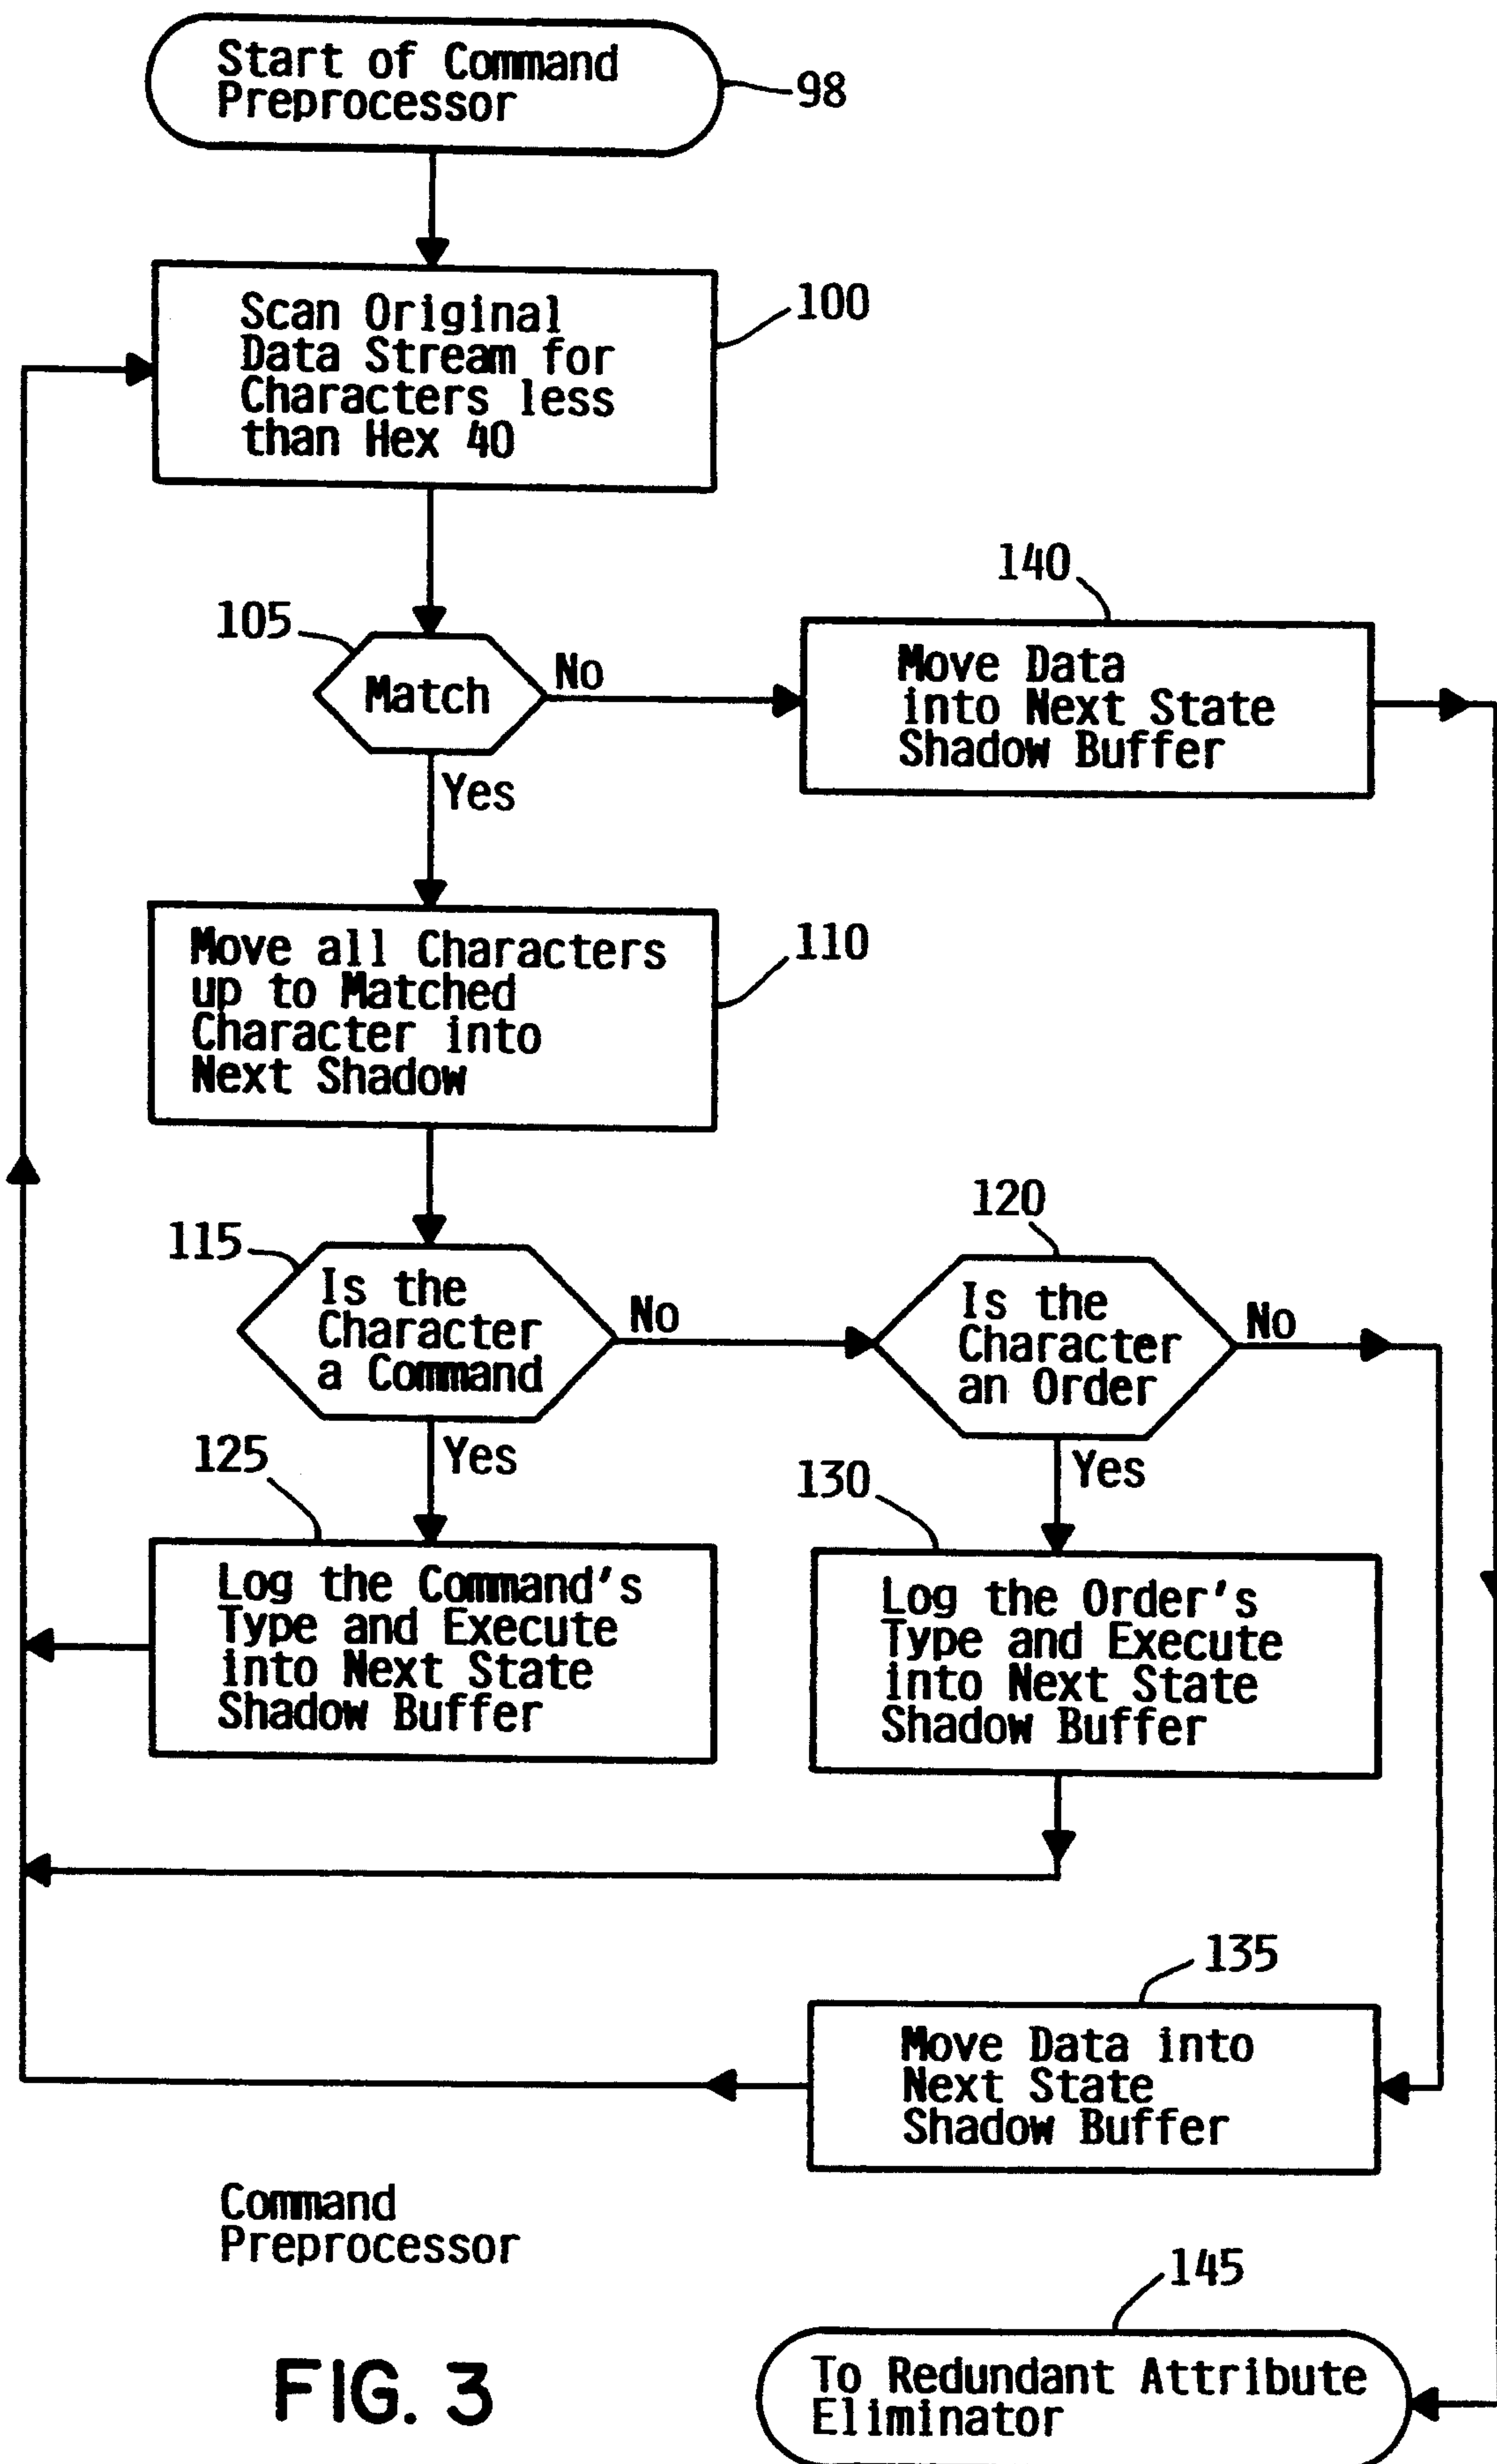 Start of Command
Preprocessor
98
Scan Original
Data Stream for
Characters less
than Hex 40
100
105
Match
No
Yes
140
Move Data
into Next State
Shadow Buffer
Move all Characters
up to Matched
Character into
Next Shadow
110
115
Is the
Character
a Command
No
Yes
120
Is the
Character
an Order
No
Yes
125
Log the Command's
Type and Execute
into Next State
Shadow Buffer
130
Log the Order's
Type and Execute
into Next State
Shadow Buffer
135
Move Data into
Next State
Shadow Buffer
Command
Preprocessor
145
To Redundant Attribute
Eliminator
FIG. 3